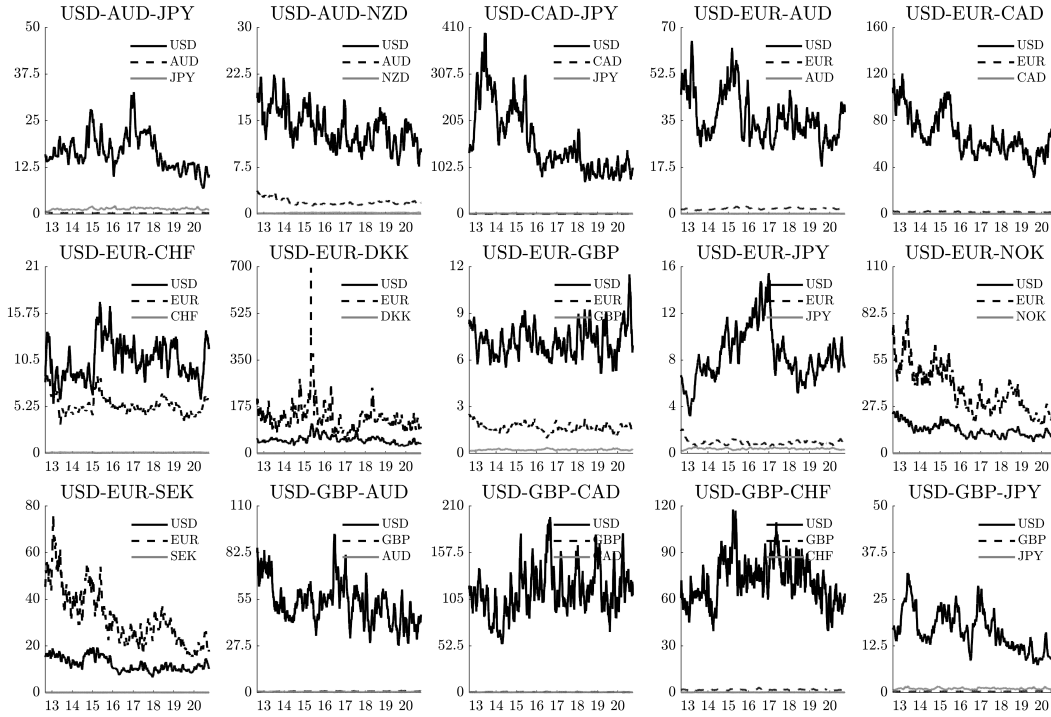 USD-AUD-JPY
50
37.5
25
12.5
0
USD
AUD
JPY
13 14 15 16 17 18 19 20
USD-AUD-NZD
30
22.5
15
7.5
0
USD
AUD
NZD
13 14 15 16 17 18 19 20
USD-CAD-JPY
410
307.5
205
102.5
0
USD
CAD
JPY
13 14 15 16 17 18 19 20
USD-EUR-AUD
70
52.5
35
17.5
0
USD
EUR
AUD
13 14 15 16 17 18 19 20
USD-EUR-CAD
160
120
80
40
0
USD
EUR
CAD
13 14 15 16 17 18 19 20
USD-EUR-CHF
21
15.75
10.5
5.25
0
USD
EUR
CHF
13 14 15 16 17 18 19 20
USD-EUR-DKK
700
525
350
175
0
USD
EUR
DKK
13 14 15 16 17 18 19 20
USD-EUR-GBP
12
9
6
3
0
USD
EUR
GBP
13 14 15 16 17 18 19 20
USD-EUR-JPY
16
12
8
4
0
USD
EUR
JPY
13 14 15 16 17 18 19 20
USD-EUR-NOK
110
82.5
55
27.5
0
USD
EUR
NOK
13 14 15 16 17 18 19 20
USD-EUR-SEK
80
60
40
20
0
USD
EUR
SEK
13 14 15 16 17 18 19 20
USD-GBP-AUD
110
82.5
55
27.5
0
USD
GBP
AUD
13 14 15 16 17 18 19 20
USD-GBP-CAD
210
157.5
105
52.5
0
USD
GBP
CAD
13 14 15 16 17 18 19 20
USD-GBP-CHF
120
90
60
30
0
USD
GBP
CHF
13 14 15 16 17 18 19 20
USD-GBP-JPY
50
37.5
25
12.5
0
USD
GBP
JPY
13 14 15 16 17 18 19 20